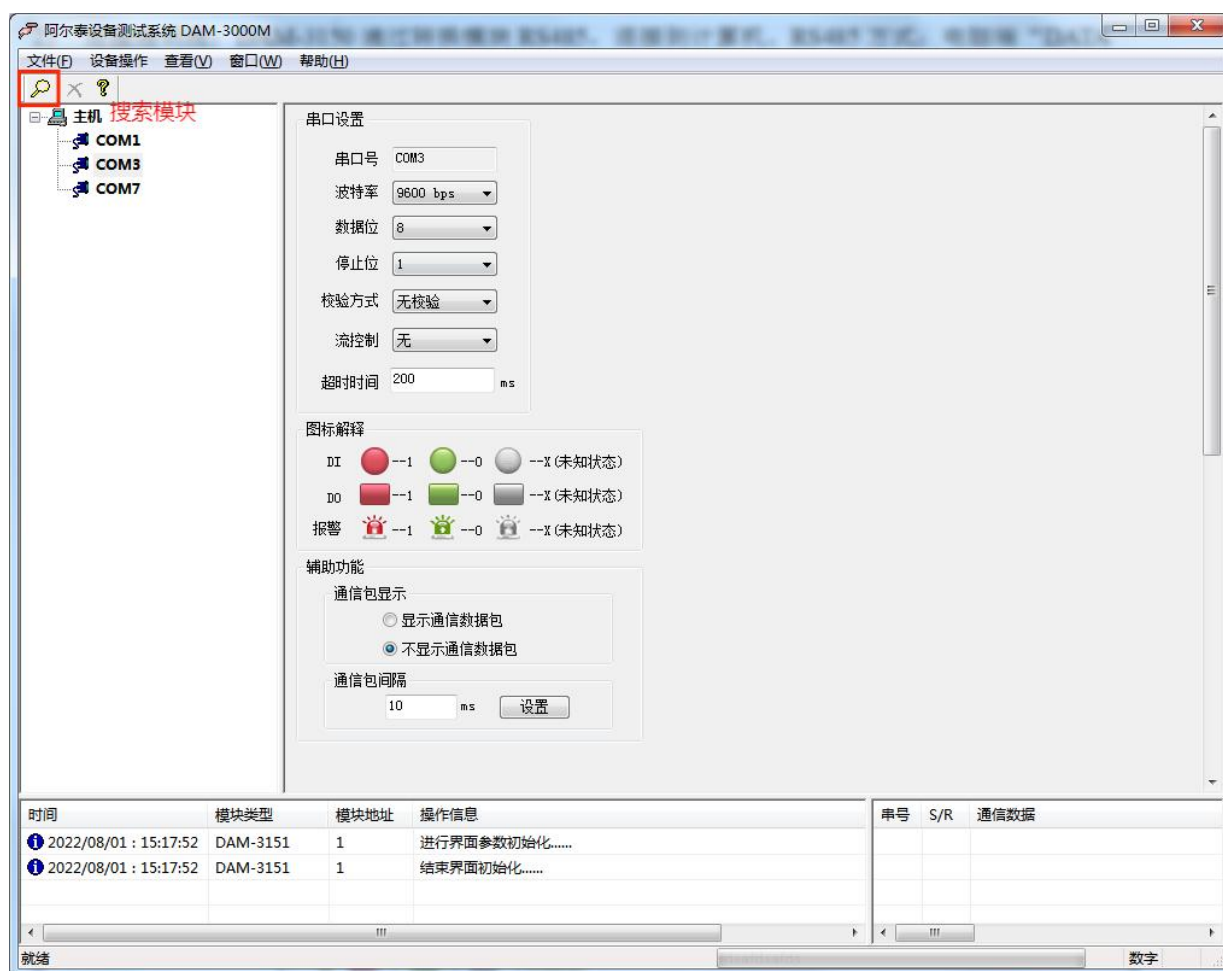 阿尔泰设备测试系统 DAM-3000M
文件(F) 设备操作 查看(V) 窗口(W) 帮助(H)
主机 搜索模块
COM1
COM3
COM7
串口设置
串口号 COM3
波特率 9600 bps
数据位 8
停止位 1
校验方式 无校验
流控制 无
超时时间 200 ms
图标解释
DI --1 --0 --X(未知状态)
DO --1 --0 --X(未知状态)
报警 --1 --0 --X(未知状态)
辅助功能
通信包显示
显示通信数据包
不显示通信数据包
通信包间隔
10 ms 设置
时间 模块类型 模块地址 操作信息 串号 S/R 通信数据
2022/08/01 : 15:17:52 DAM-3151 1 进行界面参数初始化......
2022/08/01 : 15:17:52 DAM-3151 1 结束界面初始化......
就绪 数字